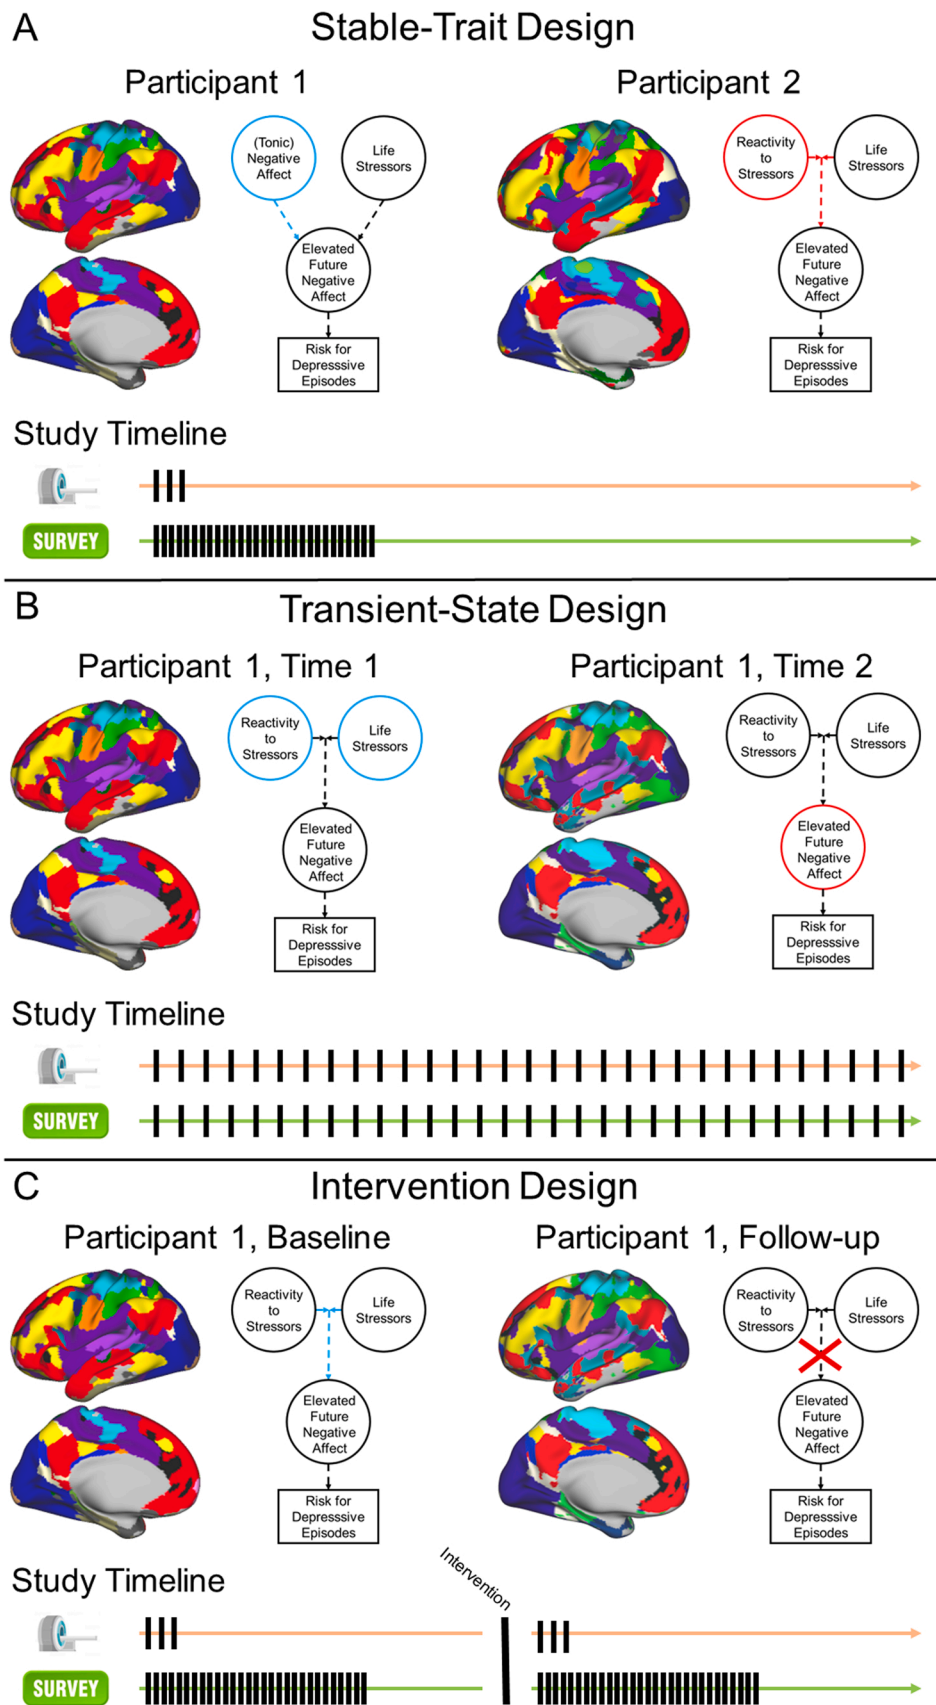 A
Stable-Trait Design
Participant 1
Participant 2
(Tonic)
Negative
Affect
Life
Stressors
Elevated
Future
Negative
Affect
Risk for
Depresssive
Episodes
Reactivity
to
Stressors
Life
Stressors
Elevated
Future
Negative
Affect
Risk for
Depresssive
Episodes
Study Timeline
SURVEY
B
Transient-State Design
Participant 1, Time 1
Participant 1, Time 2
Reactivity
to
Stressors
Life
Stressors
Elevated
Future
Negative
Affect
Risk for
Depresssive
Episodes
Reactivity
to
Stressors
Life
Stressors
Elevated
Future
Negative
Affect
Risk for
Depresssive
Episodes
Study Timeline
SURVEY
C
Intervention Design
Participant 1, Baseline
Participant 1, Follow-up
Reactivity
to
Stressors
Life
Stressors
Elevated
Future
Negative
Affect
Risk for
Depresssive
Episodes
Reactivity
to
Stressors
Life
Stressors
Elevated
Future
Negative
Affect
Risk for
Depresssive
Episodes
Study Timeline
Intervention
SURVEY